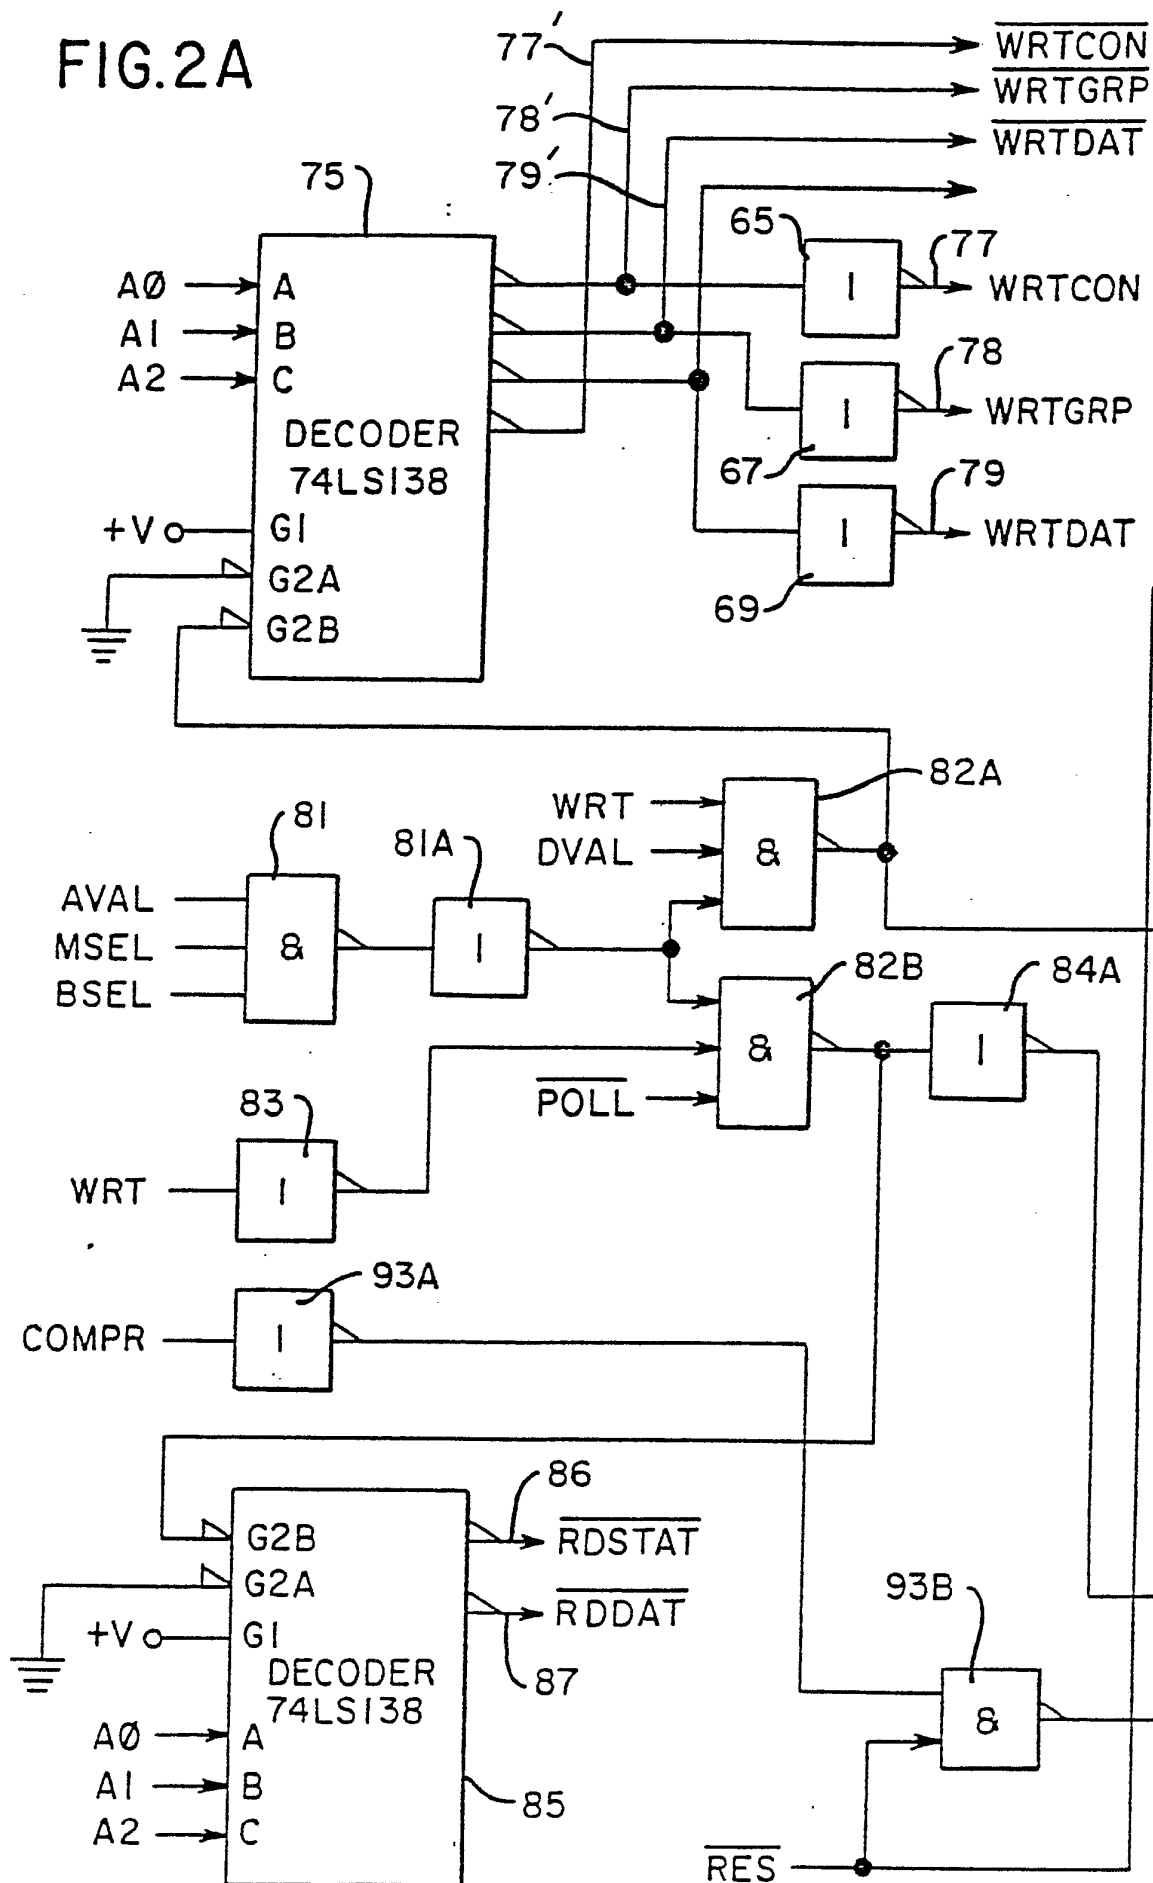 FIG.2A
77'
WRTCON
78'
WRTGRP
79'
WRTDAT
75
65
77
A0
A
I
WRTCON
A1
B
78
A2
C
I
WRTGRP
DECODER
74LS138
67
79
+V
G1
I
WRTDAT
G2A
69
G2B
82A
WRT
81
81A
DVAL
&
AVAL
MSEL
&
I
BSEL
82B
84A
&
I
83
POLL
WRT
I
93A
COMPR
I
86
G2B
RDSTAT
G2A
93B
+V
G1
RDDAT
DECODER
87
74LS138
&
A0
A
A1
B
85
A2
C
RES